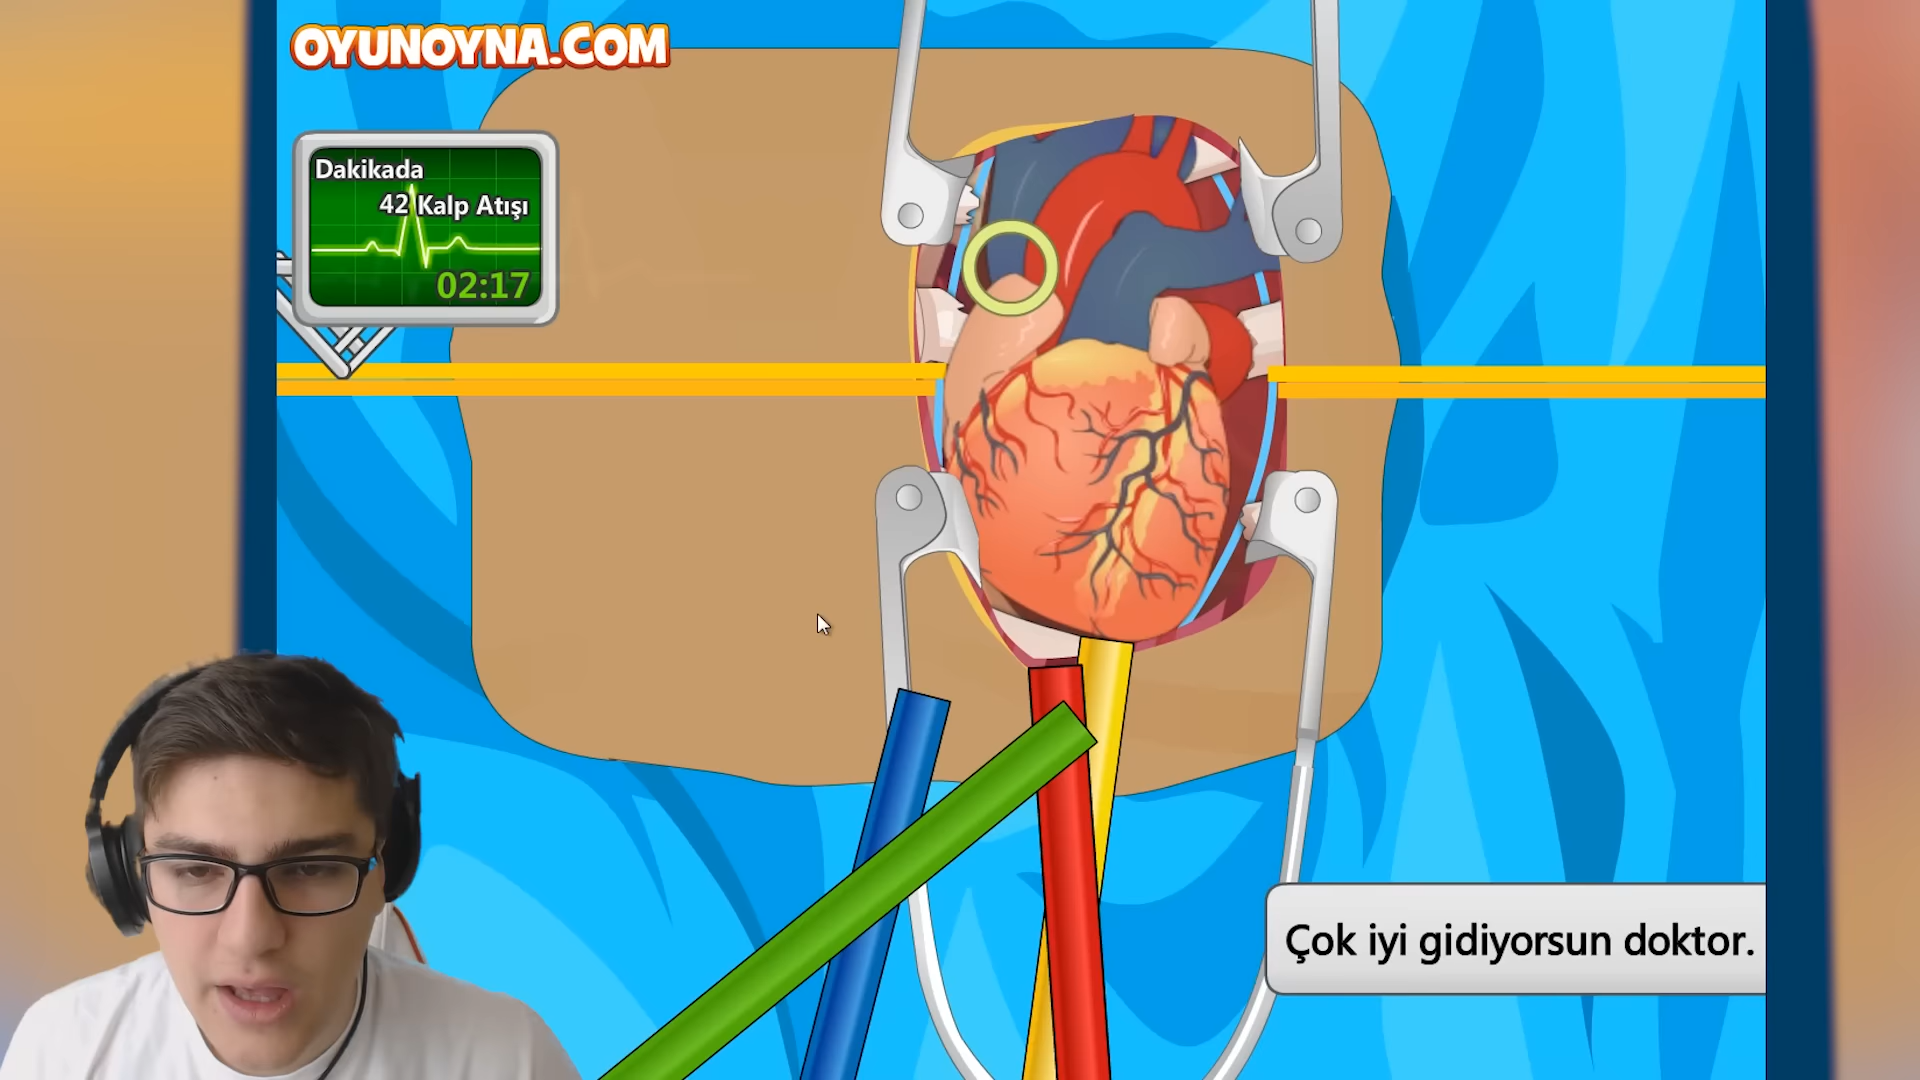 OYUNOYNA.COM
Dakikada
42 Kalp Atışı
02:17
Çok iyi gidiyorsun doktor.